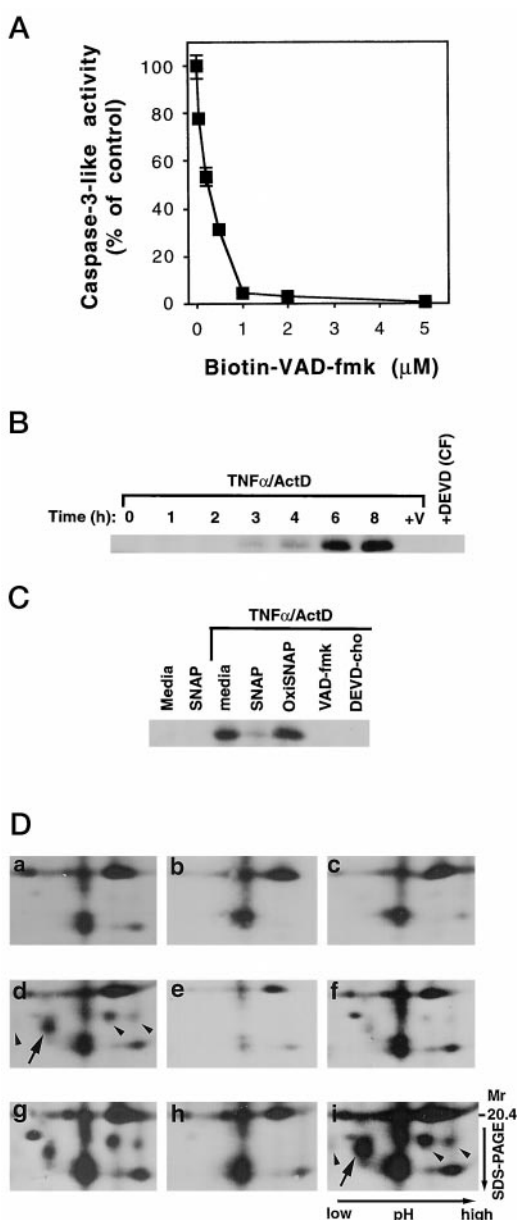 A
Caspase-3-like activity
(% of control)
100
80
60
40
20
0
0 1 2 3 4 5
Biotin-VAD-fmk (μM)
B
TNFα/ActD
+DEVD (CF)
Time (h): 0 1 2 3 4 6 8 +V
C
TNFα/ActD
Media
SNAP
media
SNAP
OxiSNAP
VAD-fmk
DEVD-cho
D
a b c
d e f
g h i
Mr
20.4
SDS-PAGE
low pH high